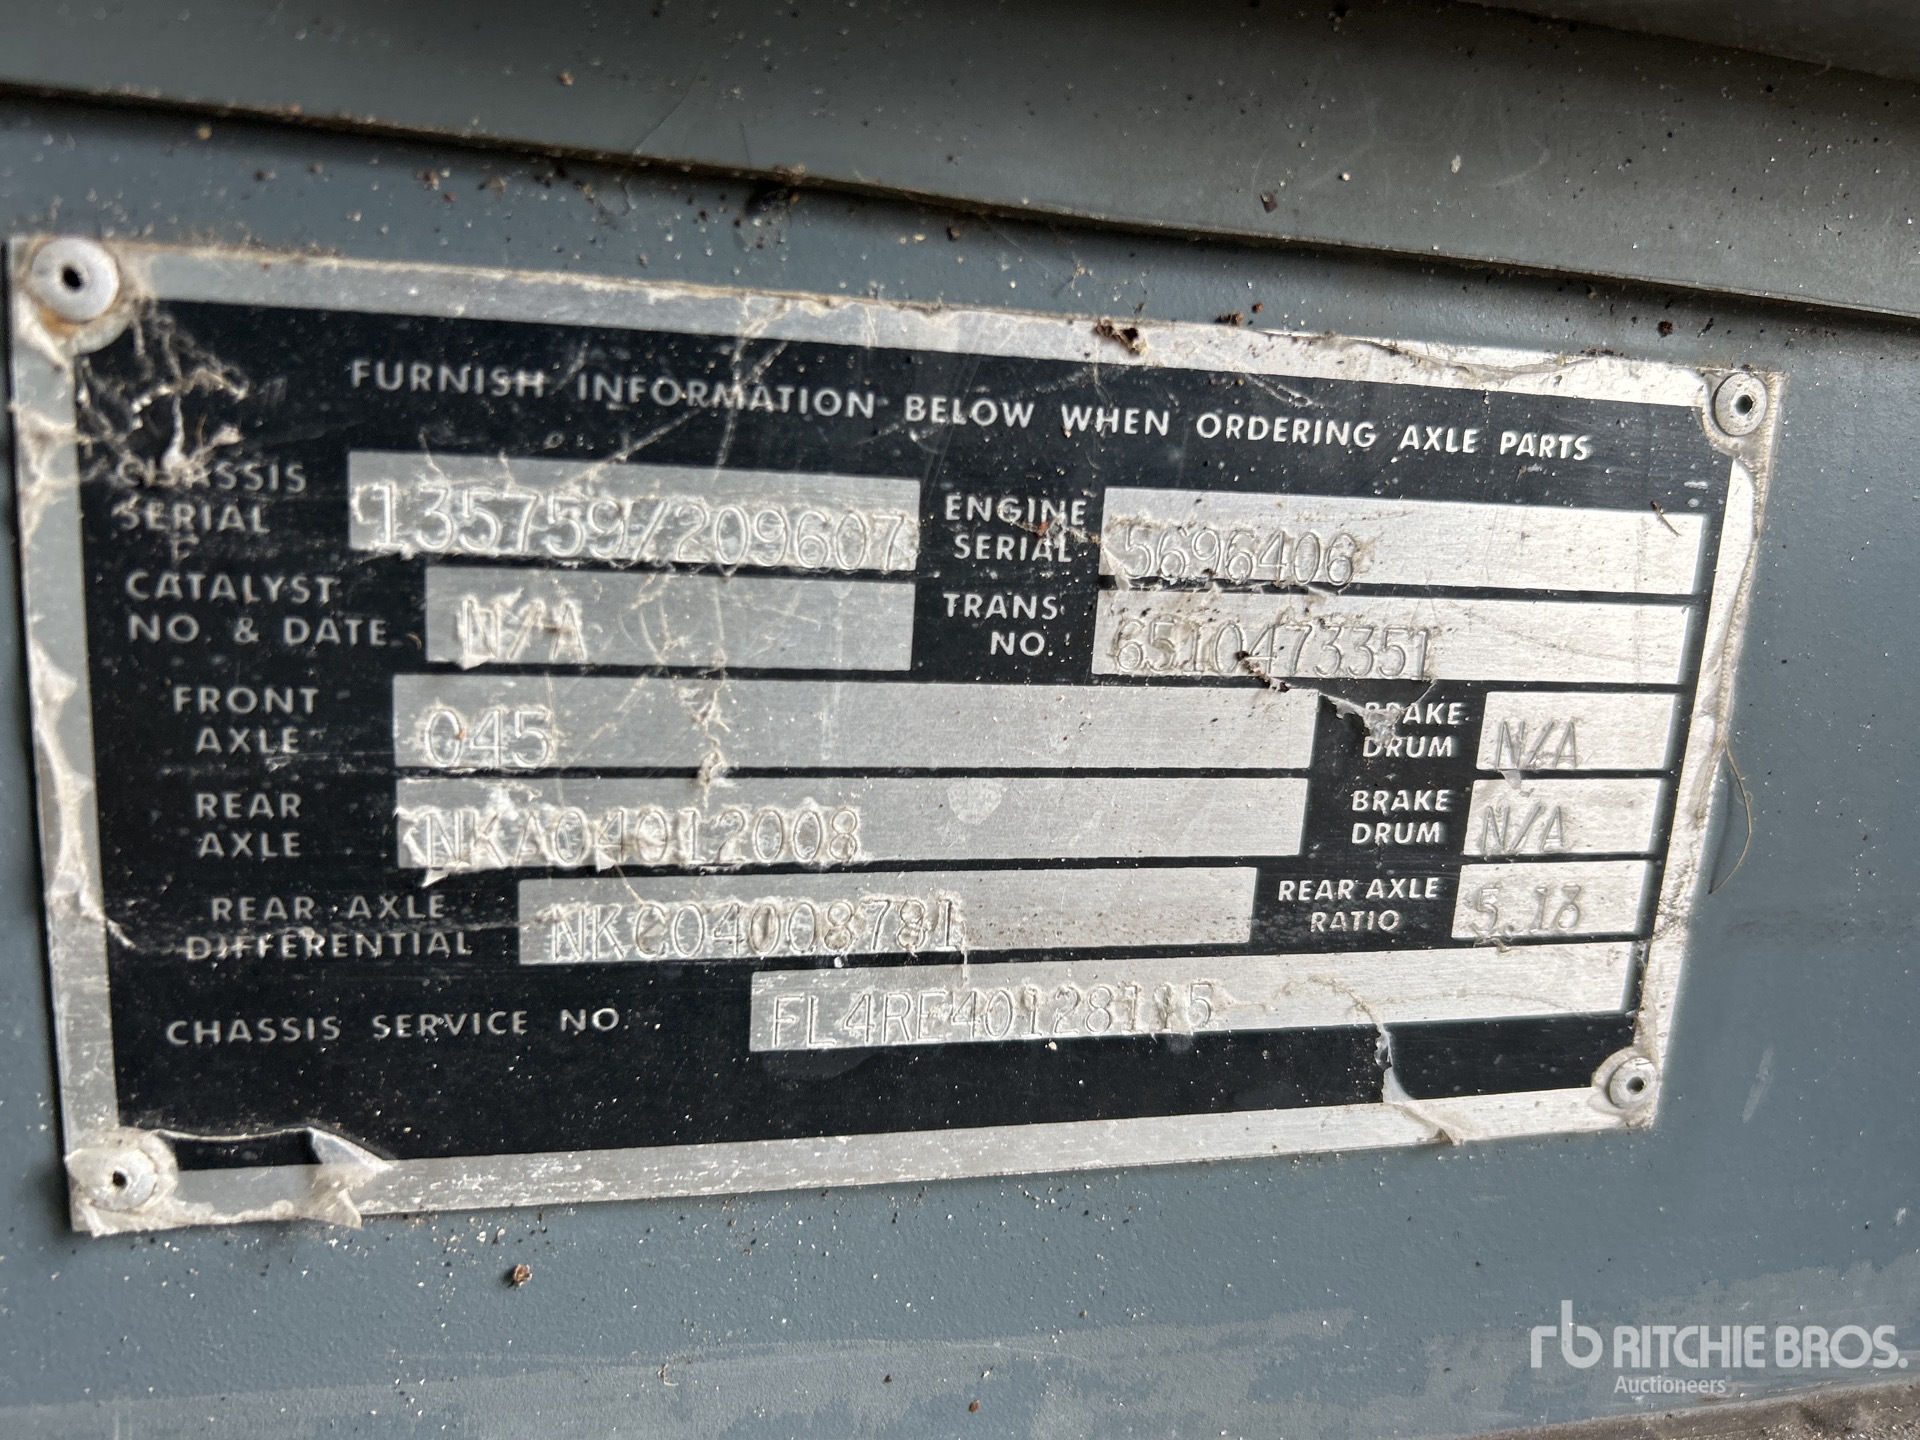 FURNISH INFORMATION BELOW WHEN ORDERING AXLE PARTS
CHASSIS SERIAL 135759/209607 ENGINE SERIAL 5696406
CATALYST NO. & DATE N/A TRANS NO. 6510473351
FRONT AXLE 045 BRAKE DRUM N/A
REAR AXLE NKA04012008 BRAKE DRUM N/A
REAR AXLE DIFFERENTIAL NKC04008781 REAR AXLE RATIO 5.13
CHASSIS SERVICE NO. FL4RE40128115
rb RITCHIE BROS.
Auctioneers